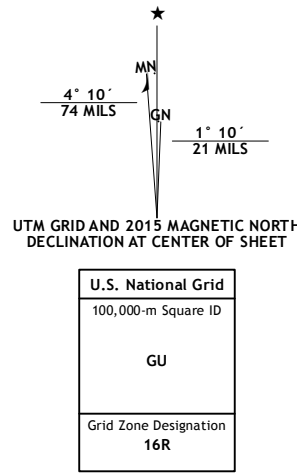 MN
GN
4° 10´
74 MILS
1° 10´
21 MILS
UTM GRID AND 2015 MAGNETIC NORTH
DECLINATION AT CENTER OF SHEET
U.S. National Grid
100,000-m Square ID
GU
Grid Zone Designation
16R